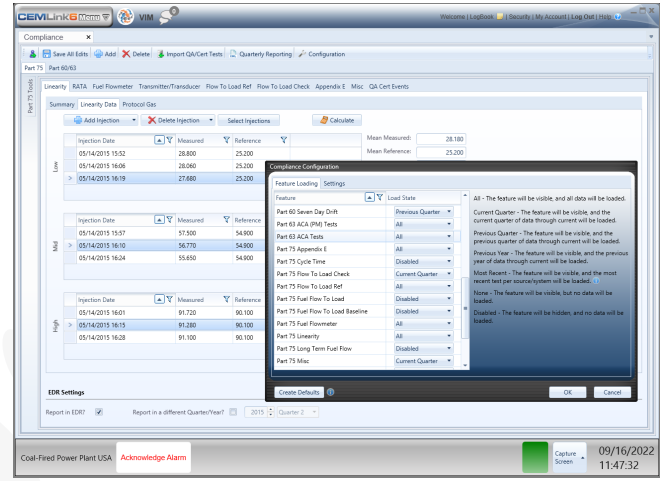 CEMLink6 Menu VIM Welcome | LogBook | Security | My Account | Log Out | Help
Compliance ×
Save All Edits Add Delete Import QA/Cert Tests Quarterly Reporting Configuration
Part 75 Part 60/63
Part 75 Tools
Linearity RATA Fuel Flowmeter Transmitter/Transducer Flow To Load Ref Flow To Load Check Appendix E Misc QA Cert Events
Summary Linearity Data Protocol Gas
Add Injection Delete Injection Select Injections Calculate
Low
Injection Date Measured Reference
05/14/2015 15:52 28.800 25.200
05/14/2015 16:06 28.060 25.200
> 05/14/2015 16:19 27.680 25.200
Mean Measured: 28.180
Mean Reference: 25.200
Mid
Injection Date Measured Reference
05/14/2015 15:57 57.500 54.900
> 05/14/2015 16:10 56.770 54.900
05/14/2015 16:24 55.650 54.900
High
Injection Date Measured Reference
05/14/2015 16:01 91.720 90.100
> 05/14/2015 16:15 91.280 90.100
05/14/2015 16:28 91.100 90.100
Compliance Configuration
Feature Loading Settings
Feature Load State
Part 60 Seven Day Drift Previous Quarter
Part 63 ACA (PM) Tests All
Part 63 ACA Tests All
Part 75 Appendix E All
Part 75 Cycle Time Disabled
Part 75 Flow To Load Check Current Quarter
Part 75 Flow To Load Ref All
Part 75 Fuel Flow To Load Disabled
Part 75 Fuel Flow To Load Baseline Disabled
Part 75 Fuel Flowmeter All
Part 75 Linearity All
Part 75 Long Term Fuel Flow Disabled
Part 75 Misc Current Quarter
All - The feature will be visible, and all data will be loaded.
Current Quarter - The feature will be visible, and the
current quarter of data through current will be loaded.
Previous Quarter - The feature will be visible, and the
previous quarter of data through current will be loaded.
Previous Year - The feature will be visible, and the previous
year of data through current will be loaded.
Most Recent - The feature will be visible, and the most
recent test per source/system will be loaded.
None - The feature will be visible, but no data will be
loaded.
Disabled - The feature will be hidden, and no data will be
loaded.
Create Defaults OK Cancel
EDR Settings
Report in EDR? Report in a different Quarter/Year? 2015 Quarter 2
Coal-Fired Power Plant USA Acknowledge Alarm
Capture
Screen
09/16/2022
11:47:32